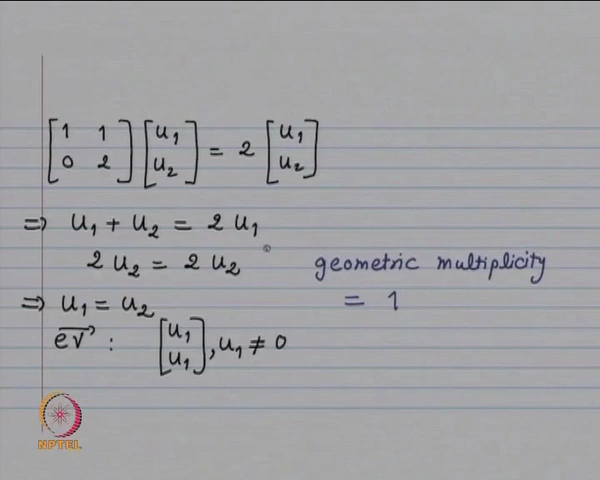 [1 1; 0 2] [u₁; u₂] = 2 [u₁; u₂]
⇒ u₁ + u₂ = 2 u₁
2 u₂ = 2 u₂
geometric multiplicity
⇒ u₁ = u₂
= 1
ev⃗ : [u₁; u₁], u₁ ≠ 0
NPTEL